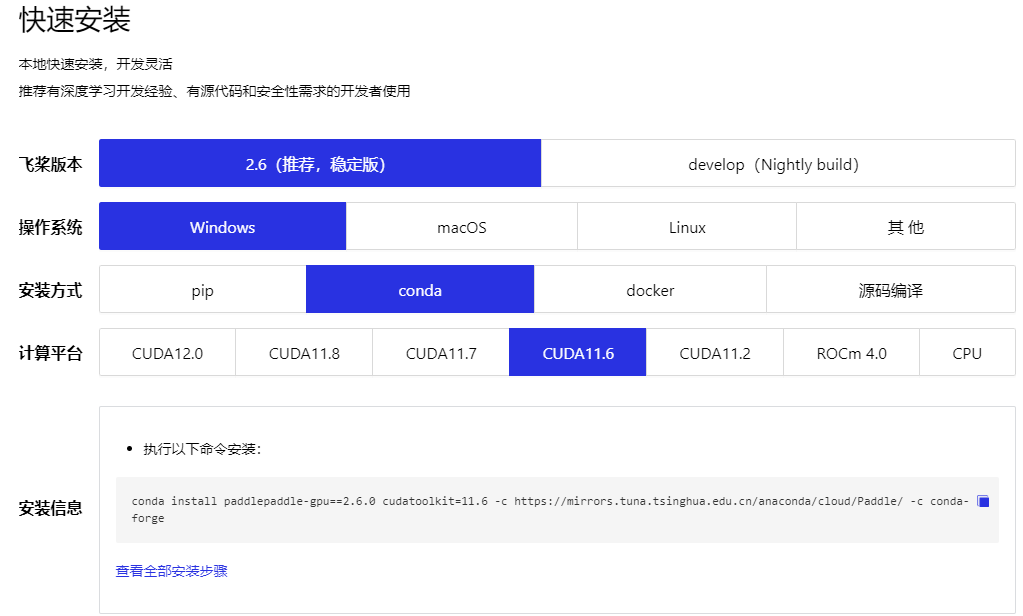 快速安装
本地快速安装，开发灵活
推荐有深度学习开发经验、有源代码和安全性需求的开发者使用
飞桨版本 2.6（推荐，稳定版） develop（Nightly build）
操作系统 Windows macOS Linux 其 他
安装方式 pip conda docker 源码编译
计算平台 CUDA12.0 CUDA11.8 CUDA11.7 CUDA11.6 CUDA11.2 ROCm 4.0 CPU
安装信息
执行以下命令安装：
conda install paddlepaddle-gpu==2.6.0 cudatoolkit=11.6 -c https://mirrors.tuna.tsinghua.edu.cn/anaconda/cloud/Paddle/ -c conda-
forge
查看全部安装步骤